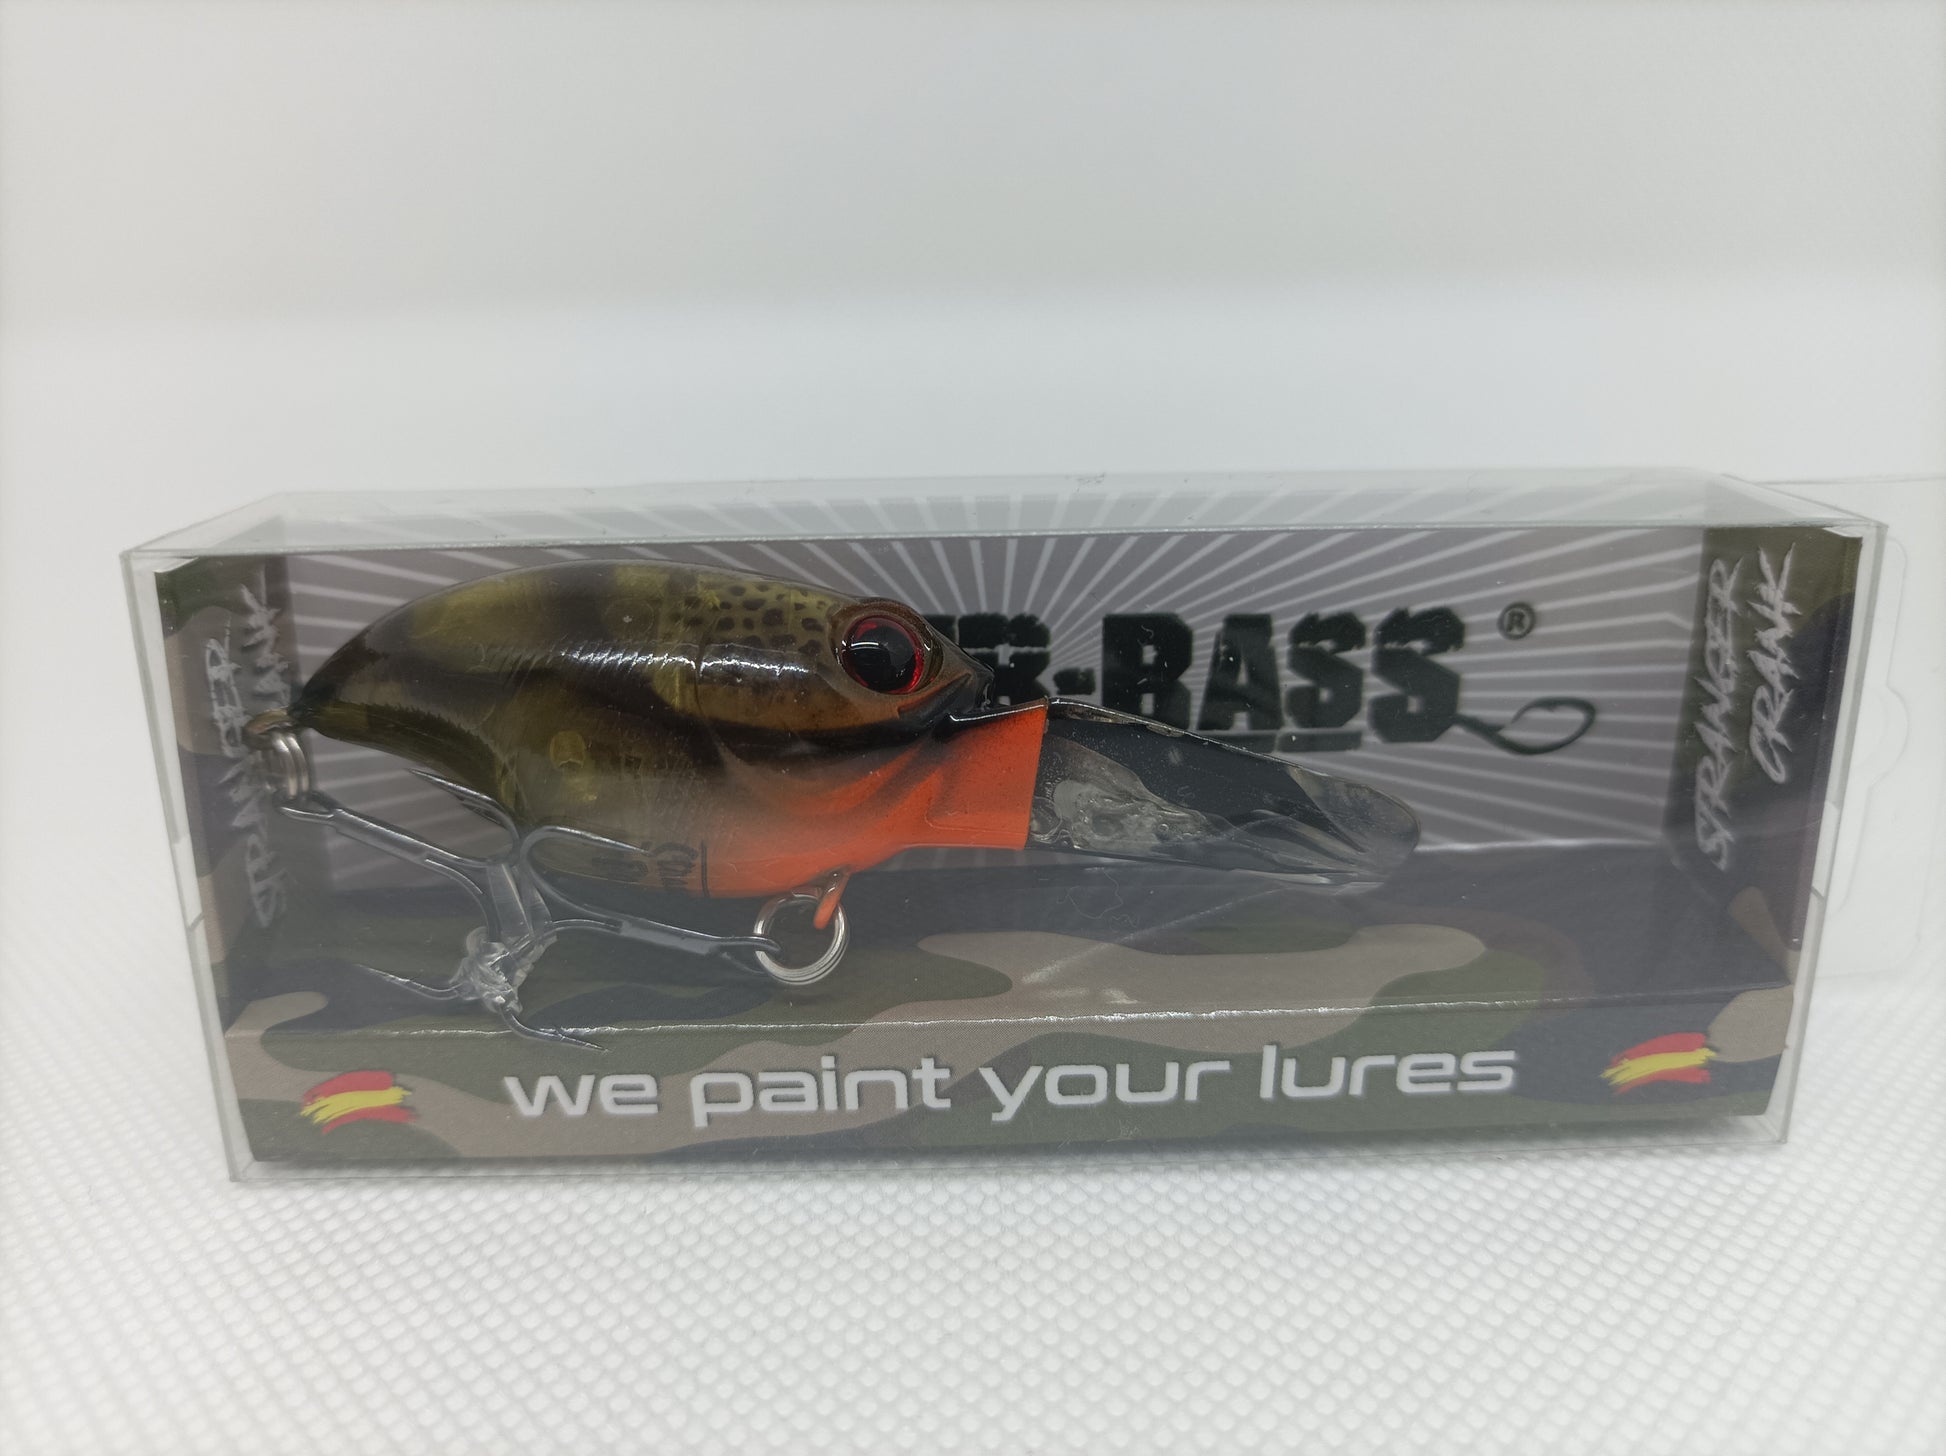 -BASS®
STRANGER
CRANK
STRANGER
CRANK
we paint your lures